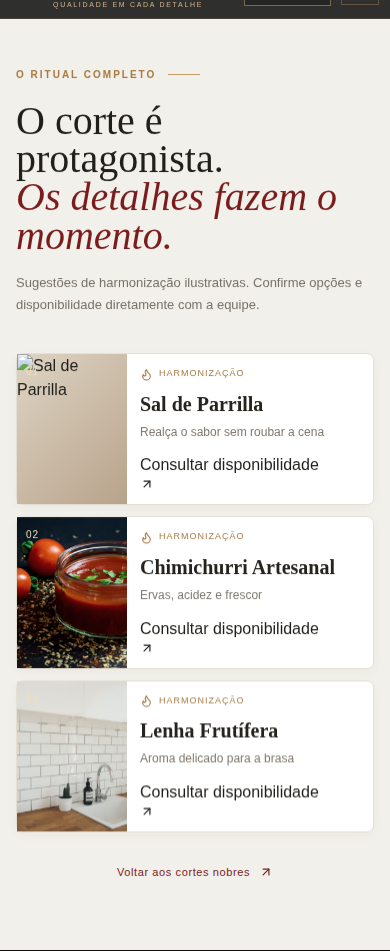 QUALIDADE EM CADA DETALHE
O RITUAL COMPLETO
O corte é
protagonista.
Os detalhes fazem o
momento.
Sugestões de harmonização ilustrativas. Confirme opções e
disponibilidade diretamente com a equipe.
Sal de
Parrilla
HARMONIZAÇÃO
Sal de Parrilla
Realça o sabor sem roubar a cena
Consultar disponibilidade
02
HARMONIZAÇÃO
Chimichurri Artesanal
Ervas, acidez e frescor
Consultar disponibilidade
HARMONIZAÇÃO
Lenha Frutífera
Aroma delicado para a brasa
Consultar disponibilidade
Voltar aos cortes nobres